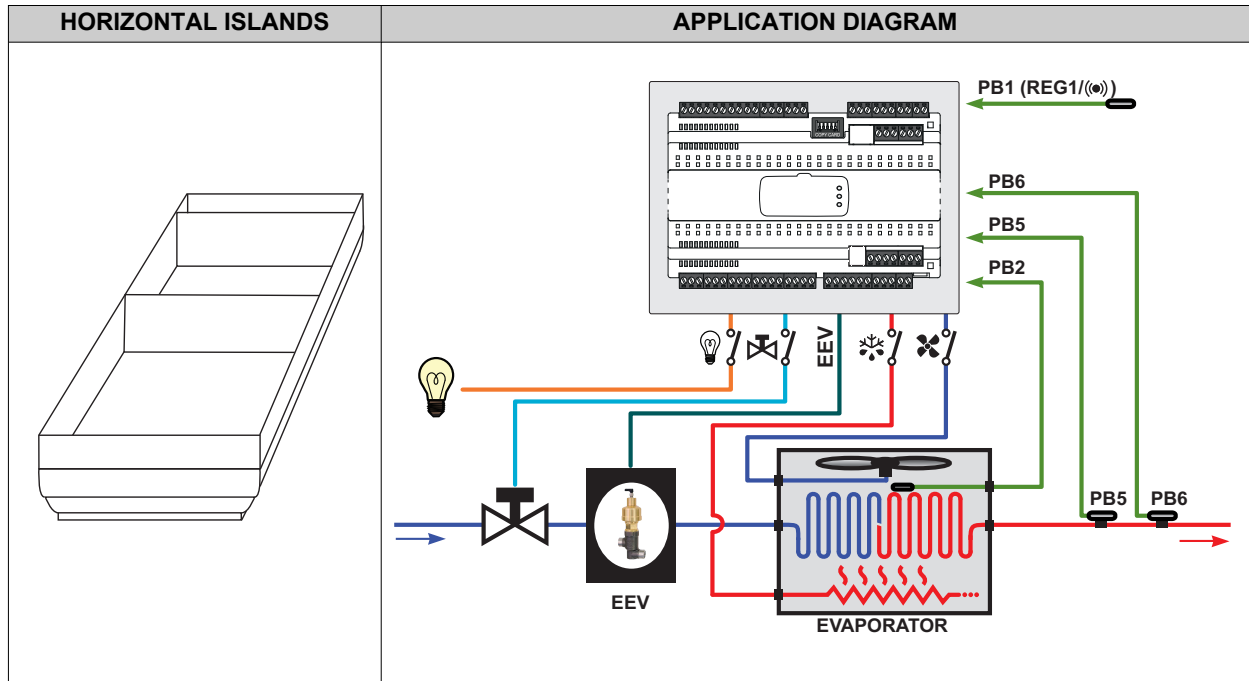 HORIZONTAL ISLANDS
APPLICATION DIAGRAM
PB1 (REG1/ )
COPY CARD
PB6
PB5
PB2
EEV
PB5
PB6
EEV
EVAPORATOR